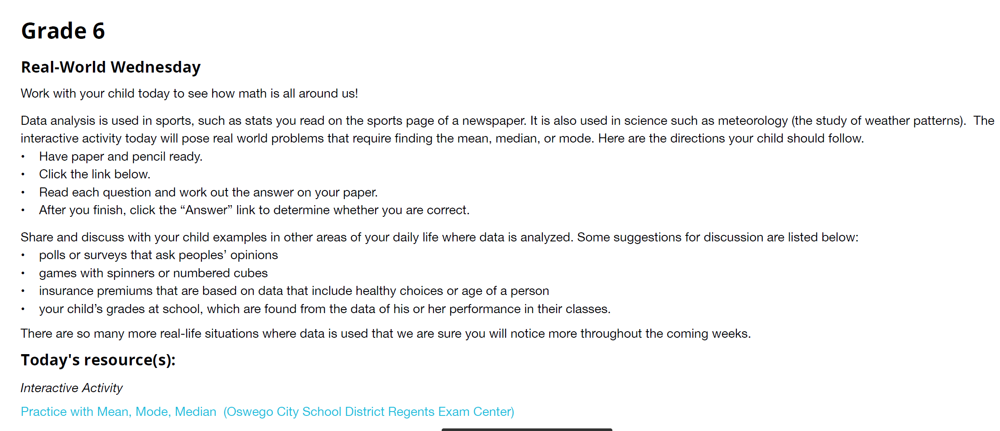 Grade 6
Real-World Wednesday
Work with your child today to see how math is all around us!
Data analysis is used in sports, such as stats you read on the sports page of a newspaper. It is also used in science such as meteorology (the study of weather patterns).  The
interactive activity today will pose real world problems that require finding the mean, median, or mode. Here are the directions your child should follow.
• Have paper and pencil ready.
• Click the link below.
• Read each question and work out the answer on your paper.
• After you finish, click the “Answer” link to determine whether you are correct.
Share and discuss with your child examples in other areas of your daily life where data is analyzed. Some suggestions for discussion are listed below:
• polls or surveys that ask peoples’ opinions
• games with spinners or numbered cubes
• insurance premiums that are based on data that include healthy choices or age of a person
• your child’s grades at school, which are found from the data of his or her performance in their classes.
There are so many more real-life situations where data is used that we are sure you will notice more throughout the coming weeks.
Today's resource(s):
Interactive Activity
Practice with Mean, Mode, Median  (Oswego City School District Regents Exam Center)